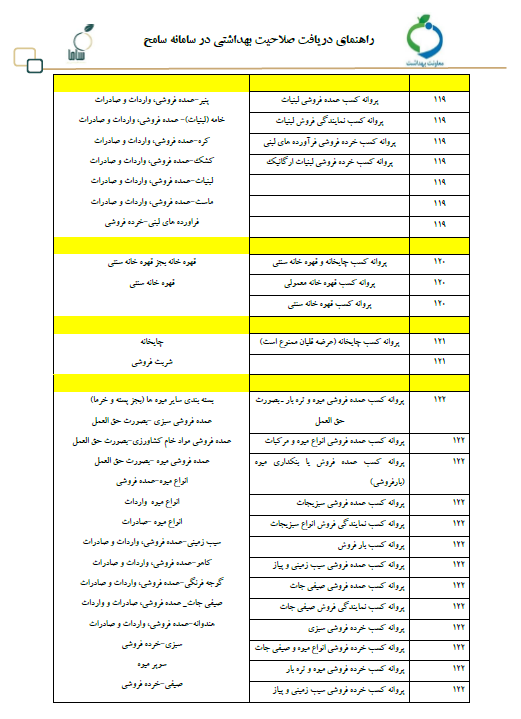 راهنمای دریافت صلاحیت بهداشتی در سامانه سامح
معاونت بهداشت
۱۱۹ پروانه کسب عمده فروشی لبنیات پنیر-عمده فروشی، واردات و صادرات
۱۱۹ پروانه کسب نمایندگی فروش لبنیات خامه (لبنیات)- عمده فروشی، واردات و صادرات
۱۱۹ پروانه کسب خرده فروشی فرآورده های لبنی کره-عمده فروشی، واردات و صادرات
۱۱۹ پروانه کسب خرده فروشی لبنیات ارگانیک کشک-عمده فروشی، واردات و صادرات
۱۱۹ لبنیات-عمده فروشی، واردات و صادرات
۱۱۹ ماست-عمده فروشی، واردات و صادرات
۱۱۹ فراورده های لبنی-خرده فروشی
۱۲۰ پروانه کسب چایخانه و قهوه خانه سنتی قهوه خانه بجز قهوه خانه سنتی
۱۲۰ پروانه کسب قهوه خانه معمولی قهوه خانه سنتی
۱۲۰ پروانه کسب قهوه خانه سنتی
۱۲۱ پروانه کسب چایخانه (عرضه قلیان ممنوع است) چایخانه
۱۲۱ شربت فروشی
۱۲۲ پروانه کسب عمده فروشی میوه و تره بار -بصورت بسته بندی سایر میوه ها (بجز پسته و خرما)
حق العمل عمده فروشی سبزی -بصورت حق العمل
۱۲۲ پروانه کسب عمده فروشی انواع میوه و مرکبات عمده فروشی مواد خام کشاورزی-بصورت حق العمل
۱۲۲ پروانه کسب عمده فروش یا بنکداری میوه عمده فروشی میوه -بصورت حق العمل
(بارفروشی) انواع میوه-عمده فروشی
۱۲۲ پروانه کسب عمده فروشی سبزیجات انواع میوه واردات
۱۲۲ پروانه کسب نمایندگی فروش انواع سبزیجات انواع میوه -صادرات
۱۲۲ پروانه کسب بار فروش سیب زمینی-عمده فروشی، واردات و صادرات
۱۲۲ پروانه کسب عمده فروشی سیب زمینی و پیاز کاهو-عمده فروشی، واردات و صادرات
۱۲۲ پروانه کسب عمده فروشی صیفی جات گوجه فرنگی-عمده فروشی، واردات و صادرات
۱۲۲ پروانه کسب نمایندگی فروش صیفی جات صیفی جات_ عمده فروشی، صادرات و واردات
۱۲۲ پروانه کسب خرده فروشی سبزی هندوانه-عمده فروشی، واردات و صادرات
۱۲۲ پروانه کسب خرده فروشی انواع میوه و صیفی جات سبزی-خرده فروشی
۱۲۲ پروانه کسب خرده فروشی میوه و تره بار سوپر میوه
۱۲۲ پروانه کسب خرده فروشی سیب زمینی و پیاز صیفی-خرده فروشی